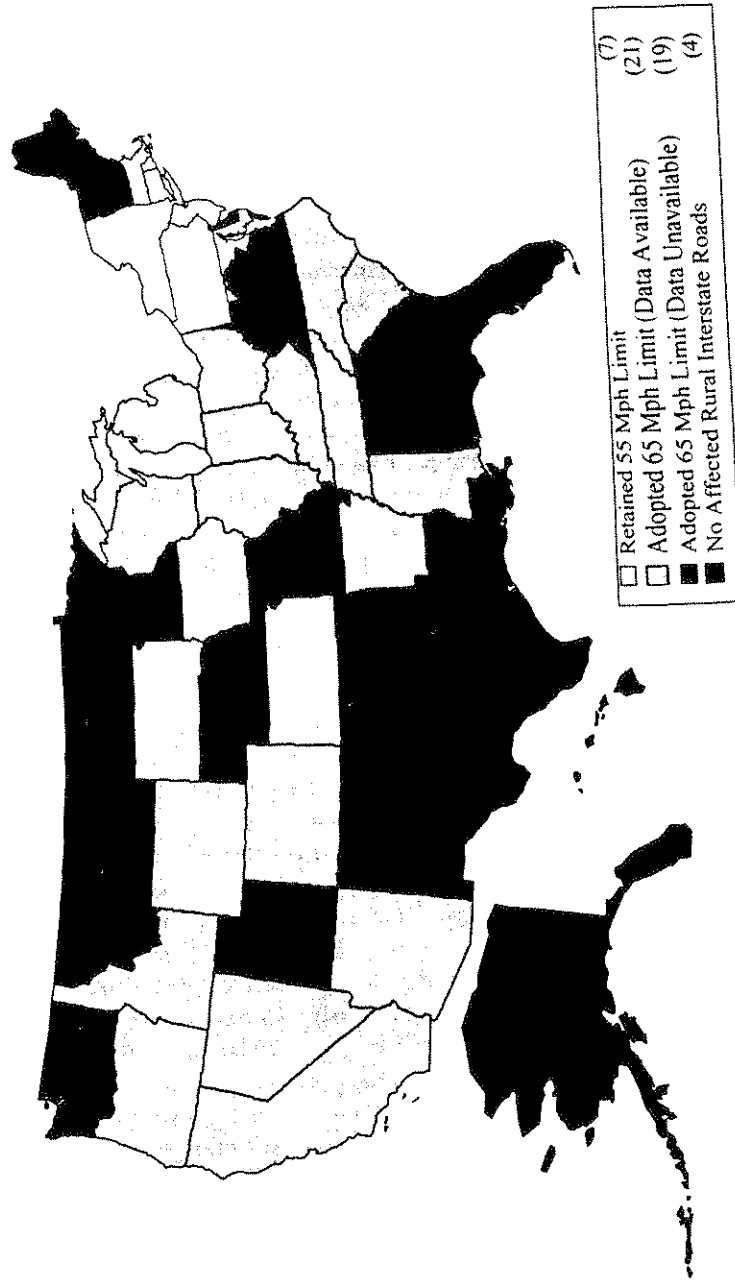 Retained 55 Mph Limit (7)
Adopted 65 Mph Limit (Data Available) (21)
Adopted 65 Mph Limit (Data Unavailable) (19)
No Affected Rural Interstate Roads (4)